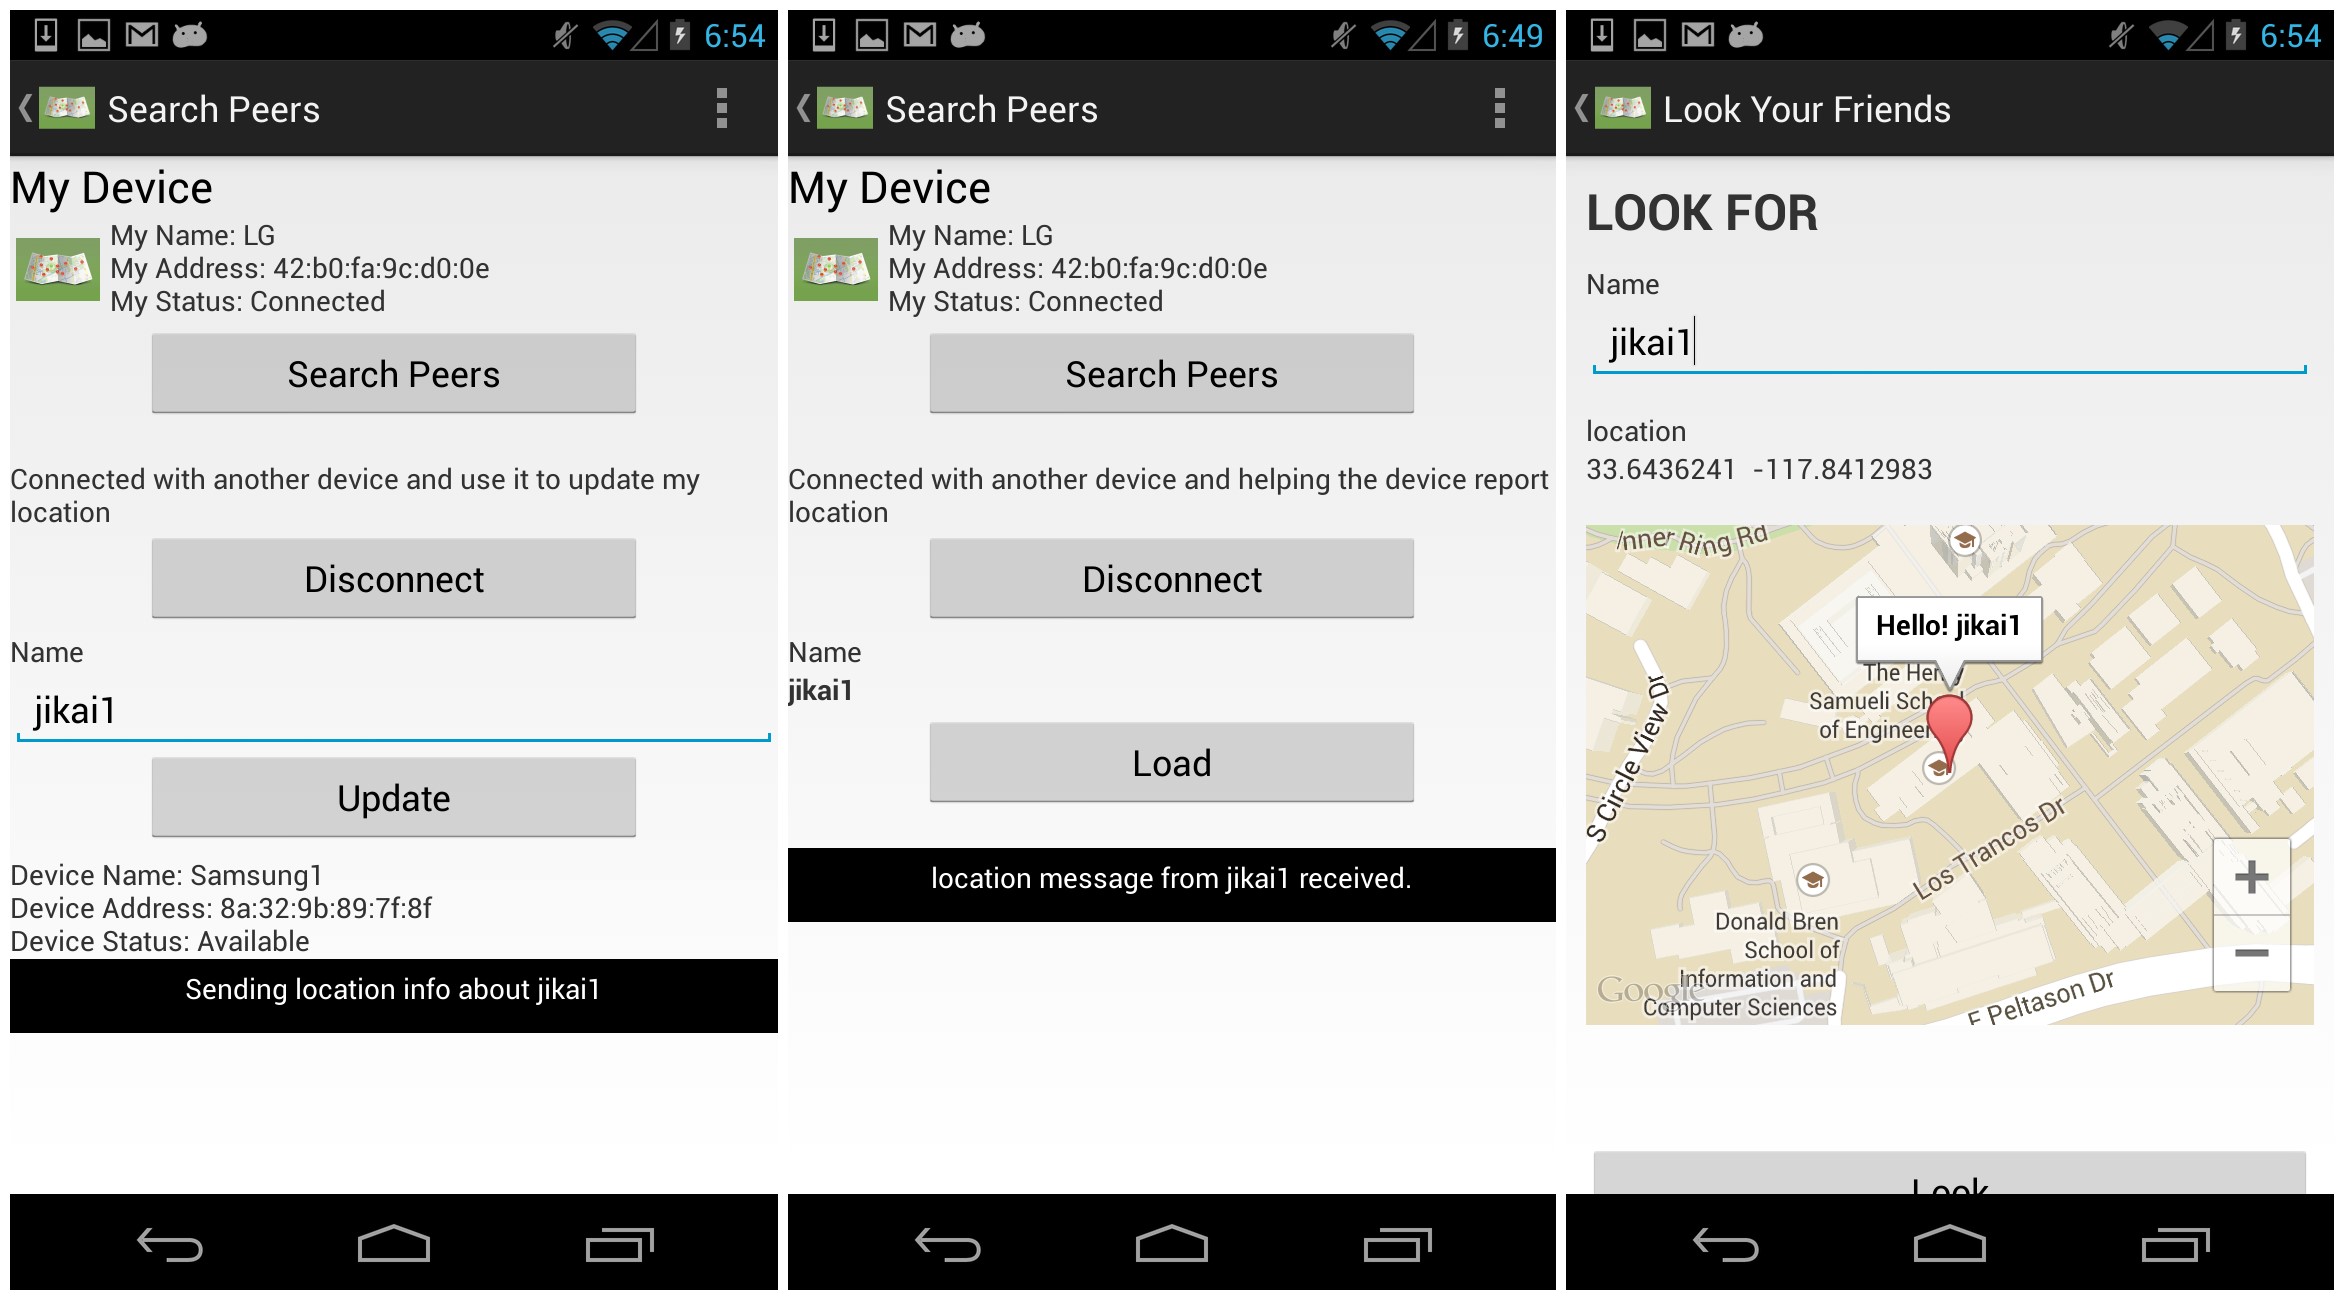 6:54
Search Peers
My Device
My Name: LG
My Address: 42:b0:fa:9c:d0:0e
My Status: Connected
Search Peers
Connected with another device and use it to update my
location
Disconnect
Name
jikai1
Update
Device Name: Samsung1
Device Address: 8a:32:9b:89:7f:8f
Device Status: Available
Sending location info about jikai1
6:49
Search Peers
My Device
My Name: LG
My Address: 42:b0:fa:9c:d0:0e
My Status: Connected
Search Peers
Connected with another device and helping the device report
location
Disconnect
Name
jikai1
Load
location message from jikai1 received.
6:54
Look Your Friends
LOOK FOR
Name
jikai1
location
33.6436241 -117.8412983
Inner Ring Rd
Hello! jikai1
The Henry
Samueli School
of Engineering
S Circle View Dr
Los Trancos Dr
Donald Bren
School of
Information and
Computer Sciences
Google
E Peltason Dr
+
−
Look